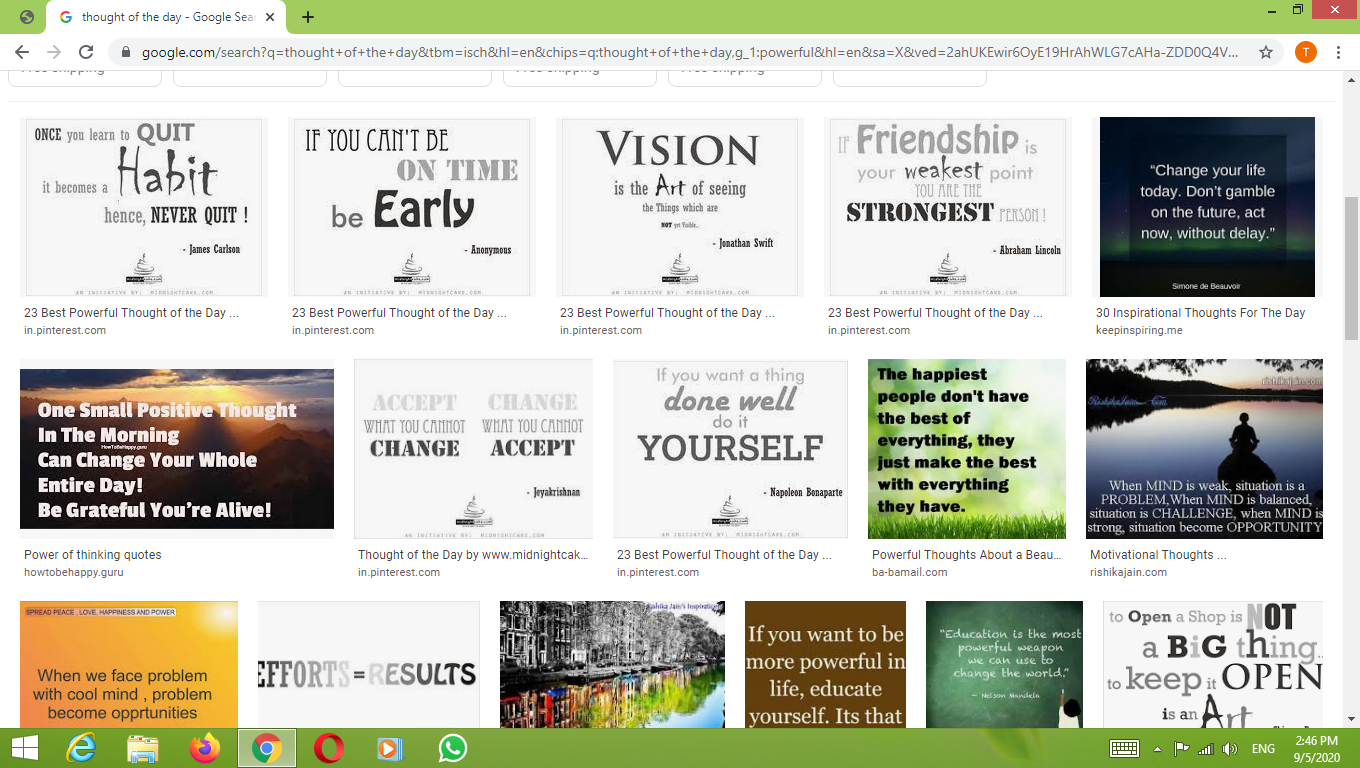 thought of the day - Google Sea
google.com/search?q=thought+of+the+day&tbm=isch&hl=en&chips=q:thought+of+the+day,g_1:powerful&hl=en&sa=X&ved=2ahUKEwir6OyE19HrAhWLG7cAHa-ZDD0Q4V...
T
ONCE you learn to QUIT
it becomes a Habit
hence, NEVER QUIT !
- James Carlson
midnightcake.com
AN INITIATIVE BY: MIDNIGHTCAKE.COM
23 Best Powerful Thought of the Day ...
in.pinterest.com
IF YOU CAN'T BE
ON TIME
be Early
- Anonymous
midnightcake.com
AN INITIATIVE BY: MIDNIGHTCAKE.COM
23 Best Powerful Thought of the Day ...
in.pinterest.com
VISION
is the Art of seeing
the Things which are
NOT yet Visible..
- Jonathan Swift
midnightcake.com
AN INITIATIVE BY: MIDNIGHTCAKE.COM
23 Best Powerful Thought of the Day ...
in.pinterest.com
IF Friendship is
your weakest point
YOU ARE THE
STRONGEST PERSON !
- Abraham Lincoln
midnightcake.com
AN INITIATIVE BY: MIDNIGHTCAKE.COM
23 Best Powerful Thought of the Day ...
in.pinterest.com
“Change your life
today. Don’t gamble
on the future, act
now, without delay.”
Simone de Beauvoir
30 Inspirational Thoughts For The Day
keepinspiring.me
One Small Positive Thought
In The Morning
HowToBeHappy.guru
Can Change Your Whole
Entire Day!
Be Grateful You're Alive!
Power of thinking quotes
howtobehappy.guru
ACCEPT
WHAT YOU CANNOT
CHANGE
CHANGE
WHAT YOU CANNOT
ACCEPT
- Jeyakrishnan
midnightcake.com
AN INITIATIVE BY: MIDNIGHTCAKE.COM
Thought of the Day by www.midnightcak...
in.pinterest.com
If you want a thing
done well
do it
YOURSELF
- Napoleon Bonaparte
midnightcake.com
AN INITIATIVE BY: MIDNIGHTCAKE.COM
23 Best Powerful Thought of the Day ...
in.pinterest.com
The happiest
people don't have
the best of
everything, they
just make the best
with everything
they have.
Powerful Thoughts About a Beau...
ba-bamail.com
rishikajain.com
RishikaJain.Com
When MIND is weak, situation is a
PROBLEM,When MIND is balanced,
situation is CHALLENGE, when MIND is
strong, situation become OPPORTUNITY
Motivational Thoughts ...
rishikajain.com
SPREAD PEACE , LOVE, HAPPINESS AND POWER
When we face problem
with cool mind , problem
become opprtunities
EFFORTS = RESULTS
Rishika Jain's Inspirations
If you want to be
more powerful in
life, educate
yourself. Its that
“Education is the most
powerful weapon
we can use to
change the world.”
~ Nelson Mandela
to Open a Shop is NOT
a BiG thing..
to keep it OPEN
is an Art
ENG
2:46 PM
9/5/2020